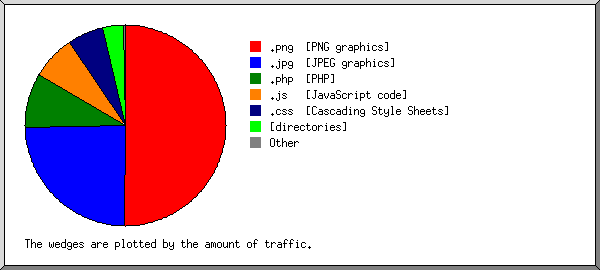 .png [PNG graphics]
.jpg [JPEG graphics]
.php [PHP]
.js [JavaScript code]
.css [Cascading Style Sheets]
[directories]
Other
The wedges are plotted by the amount of traffic.